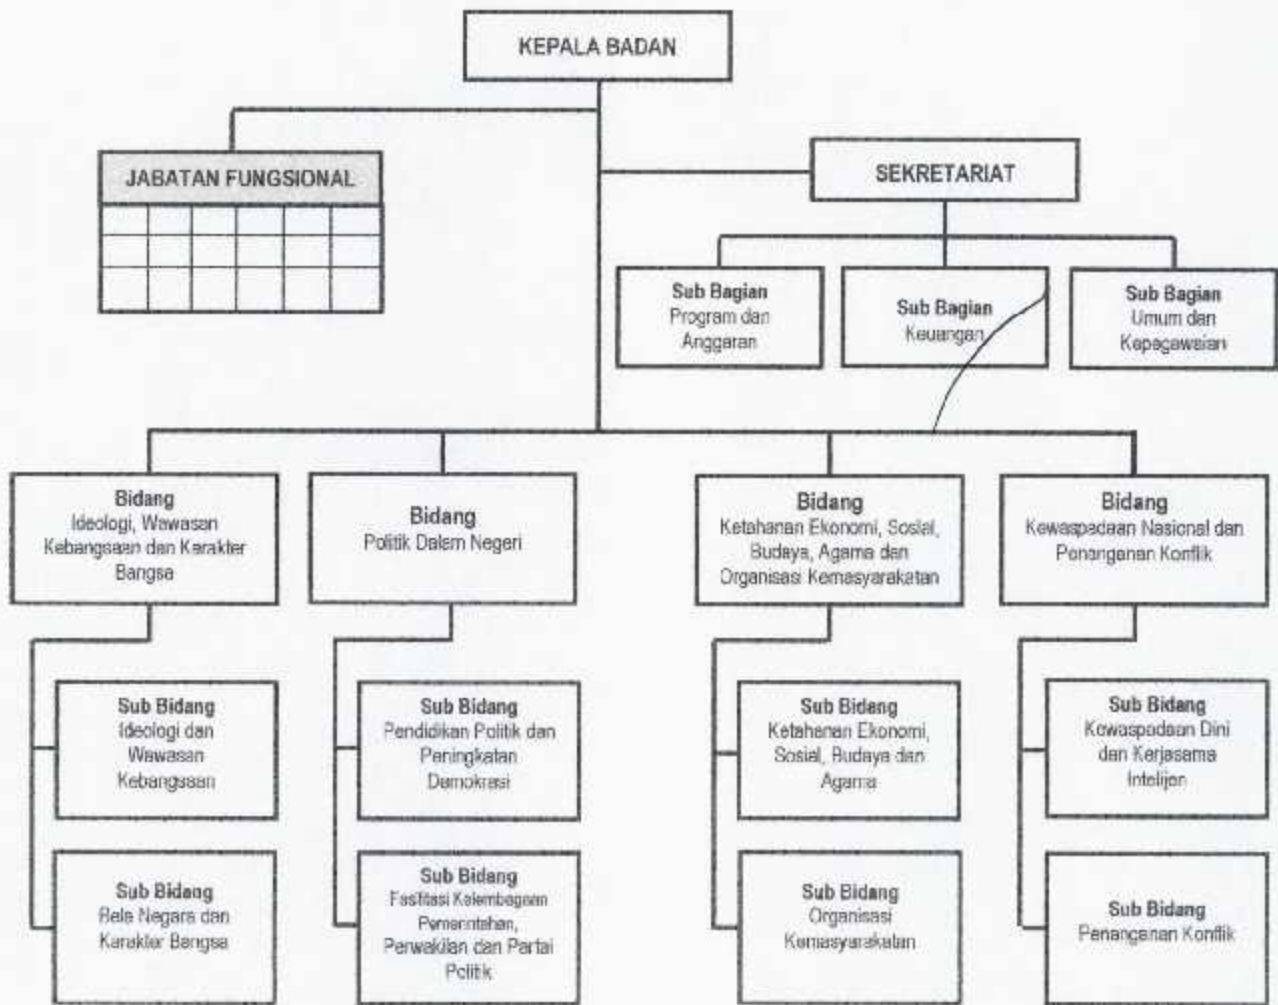 KEPALA BADAN
JABATAN FUNGSIONAL
SEKRETARIAT
Sub Bagian
Program dan
Anggaran
Sub Bagian
Keuangan
Sub Bagian
Umum dan
Kepegawaian
Bidang
Ideologi, Wawasan
Kebangsaan dan Karakter
Bangsa
Bidang
Politik Dalam Negeri
Bidang
Ketahanan Ekonomi, Sosial,
Budaya, Agama dan
Organisasi Kemasyarakatan
Bidang
Kewaspadaan Nasional dan
Penanganan Konflik
Sub Bidang
Ideologi dan
Wawasan
Kebangsaan
Sub Bidang
Pendidikan Politik dan
Peningkatan
Demokrasi
Sub Bidang
Ketahanan Ekonomi,
Sosial, Budaya dan
Agama
Sub Bidang
Kewaspadaan Dini
dan Kerjasama
Intelijen
Sub Bidang
Bela Negara dan
Karakter Bangsa
Sub Bidang
Fasilitasi Kelembagaan
Pemerintahan,
Perwakilan dan Partai
Politik
Sub Bidang
Organisasi
Kemasyarakatan
Sub Bidang
Penanganan Konflik